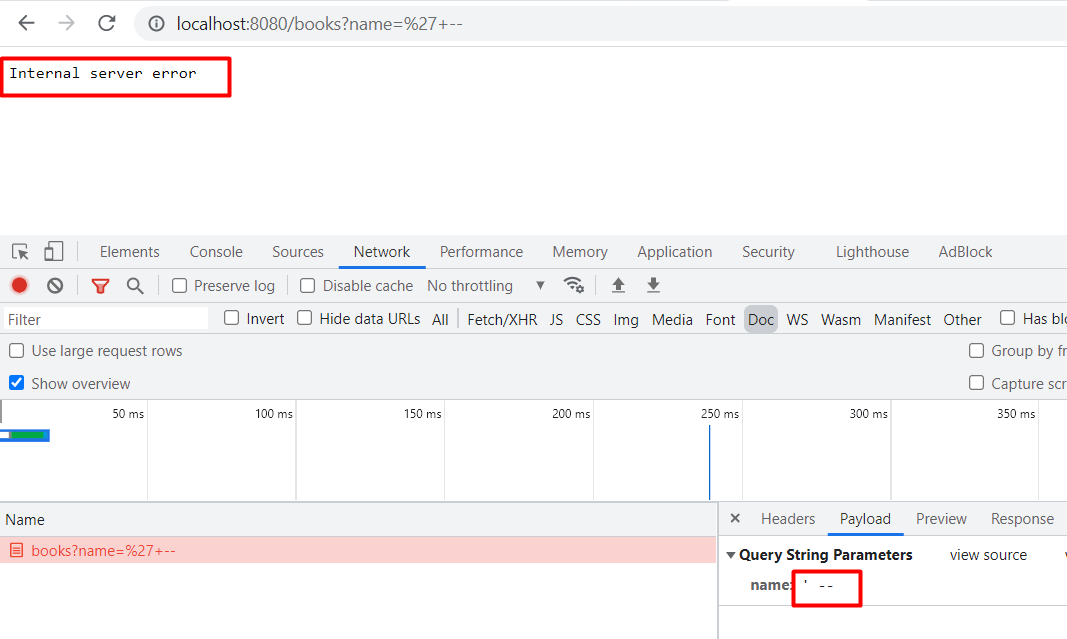 localhost:8080/books?name=%27+--
Internal server error
Elements Console Sources Network Performance Memory Application Security Lighthouse AdBlock
Preserve log Disable cache No throttling
Filter Invert Hide data URLs All Fetch/XHR JS CSS Img Media Font Doc WS Wasm Manifest Other Has blo
Use large request rows Group by fr
Show overview Capture scr
50 ms 100 ms 150 ms 200 ms 250 ms 300 ms 350 ms
Name Headers Payload Preview Response
books?name=%27+-- Query String Parameters view source
name: ' --